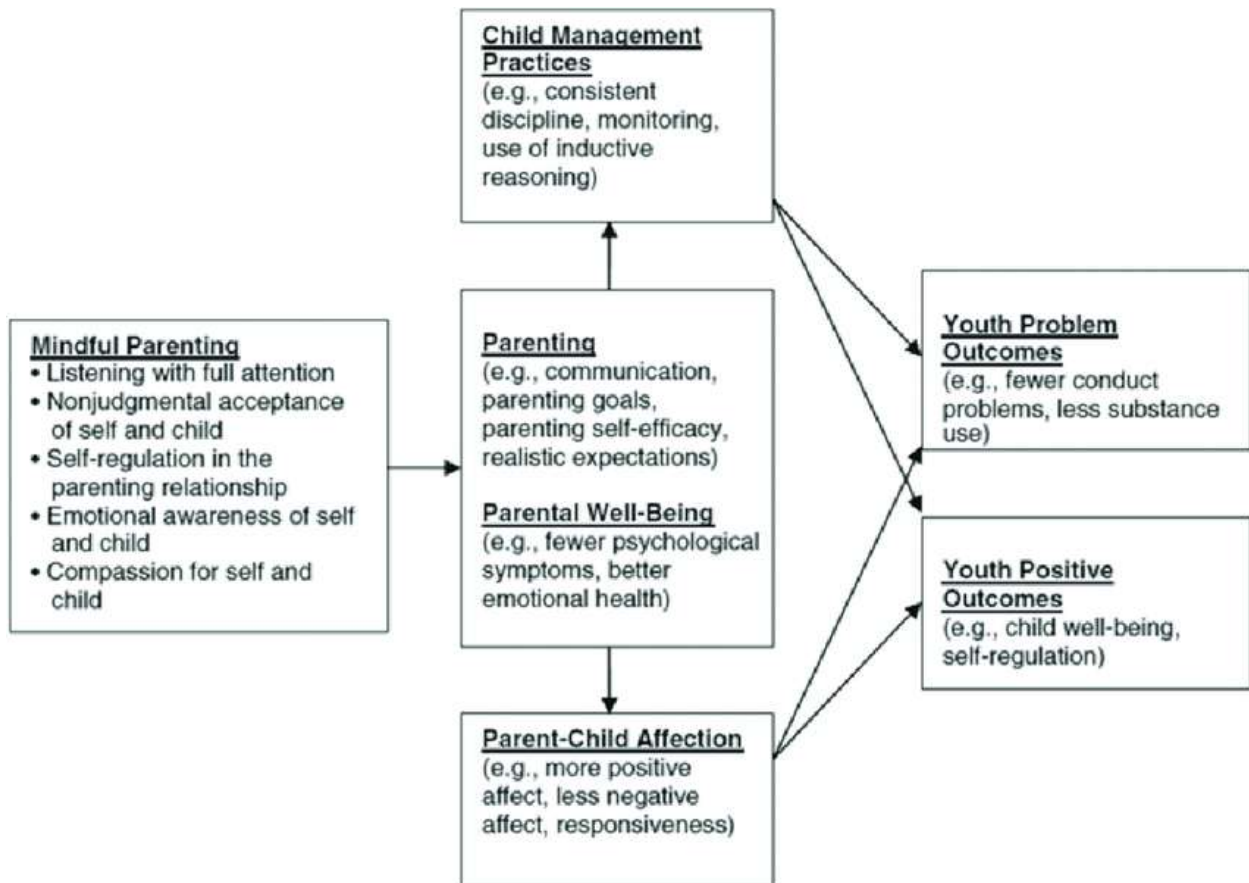 Child Management
Practices
(e.g., consistent
discipline, monitoring,
use of inductive
reasoning)
Mindful Parenting
• Listening with full attention
• Nonjudgmental acceptance
of self and child
• Self-regulation in the
parenting relationship
• Emotional awareness of self
and child
• Compassion for self and
child
Parenting
(e.g., communication,
parenting goals,
parenting self-efficacy,
realistic expectations)
Parental Well-Being
(e.g., fewer psychological
symptoms, better
emotional health)
Parent-Child Affection
(e.g., more positive
affect, less negative
affect, responsiveness)
Youth Problem
Outcomes
(e.g., fewer conduct
problems, less substance
use)
Youth Positive
Outcomes
(e.g., child well-being,
self-regulation)